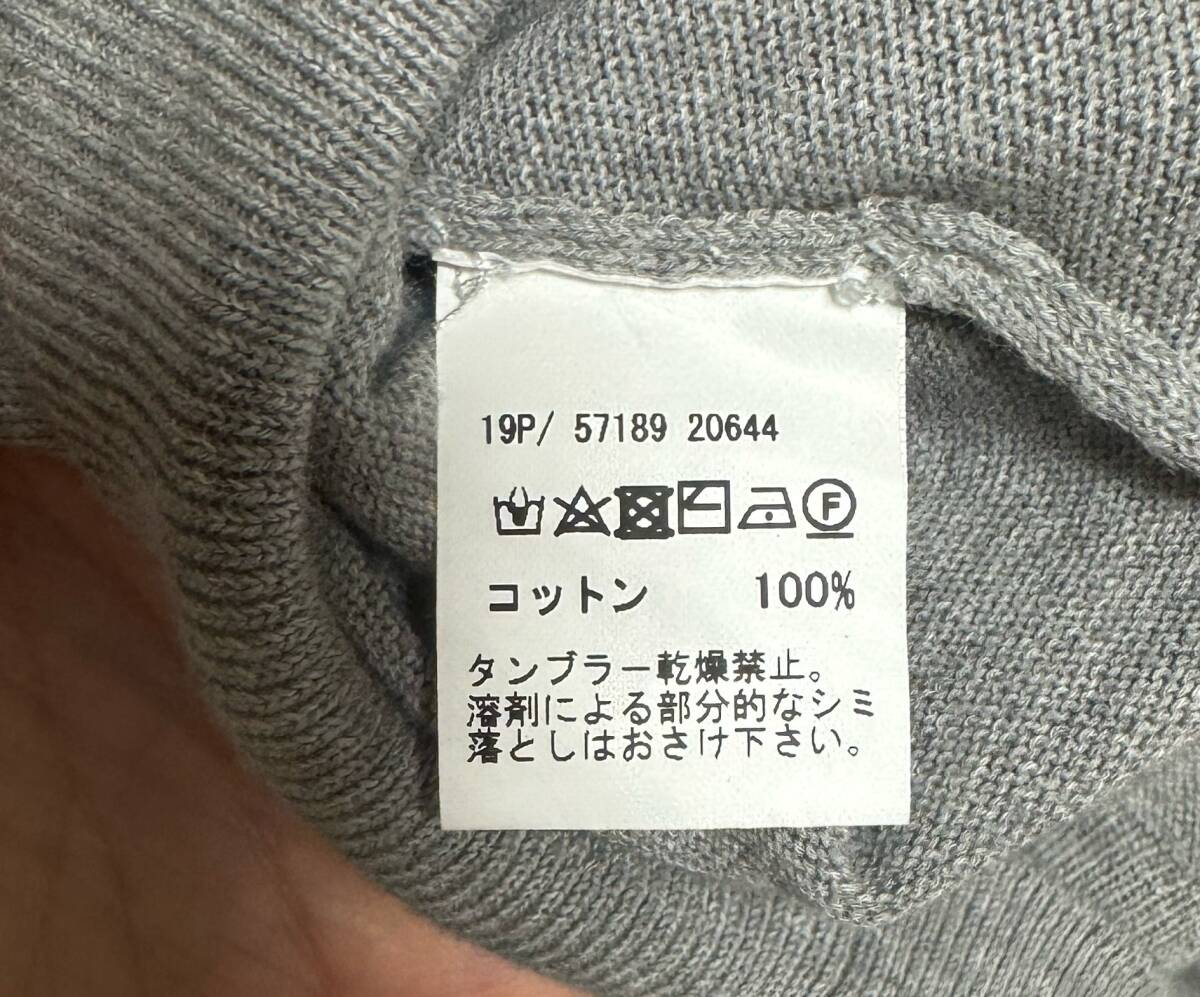 19P/ 57189 20644
F
コットン 100%
タンブラー乾燥禁止。
溶剤による部分的なシミ
落としはおさけ下さい。